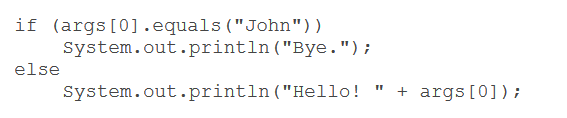 if (args[0].equals("John"))
    System.out.println("Bye.");
else
    System.out.println("Hello! " + args[0]);